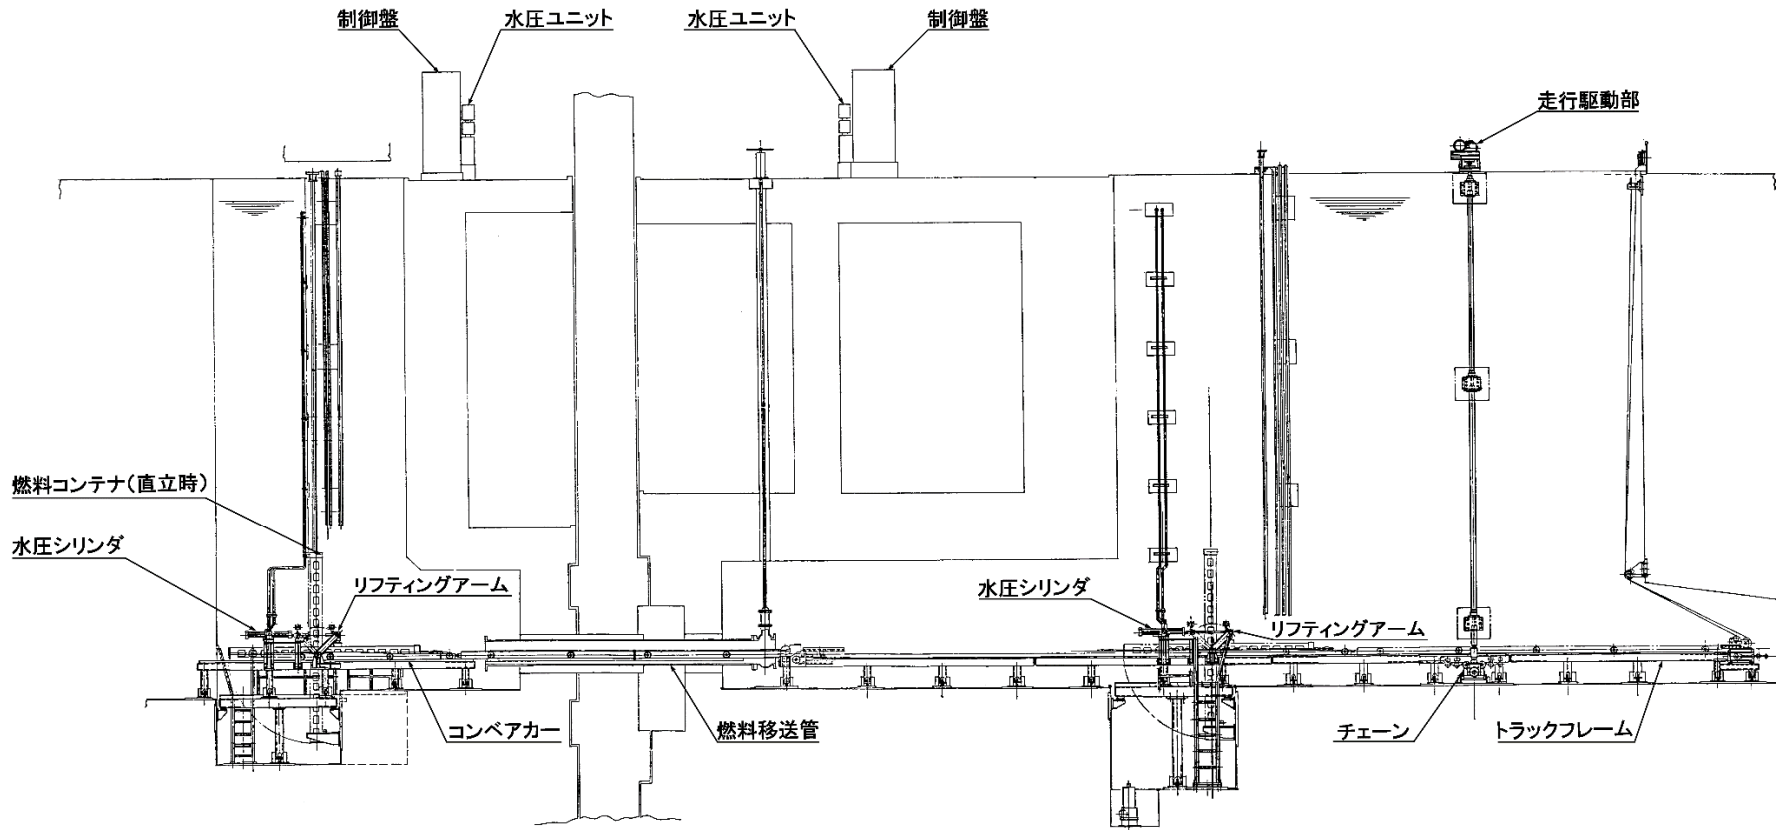 制御盤
水圧ユニット
水圧ユニット
制御盤
走行駆動部
燃料コンテナ(直立時)
水圧シリンダ
リフティングアーム
水圧シリンダ
リフティングアーム
コンベアカー
燃料移送管
チェーン
トラックフレーム